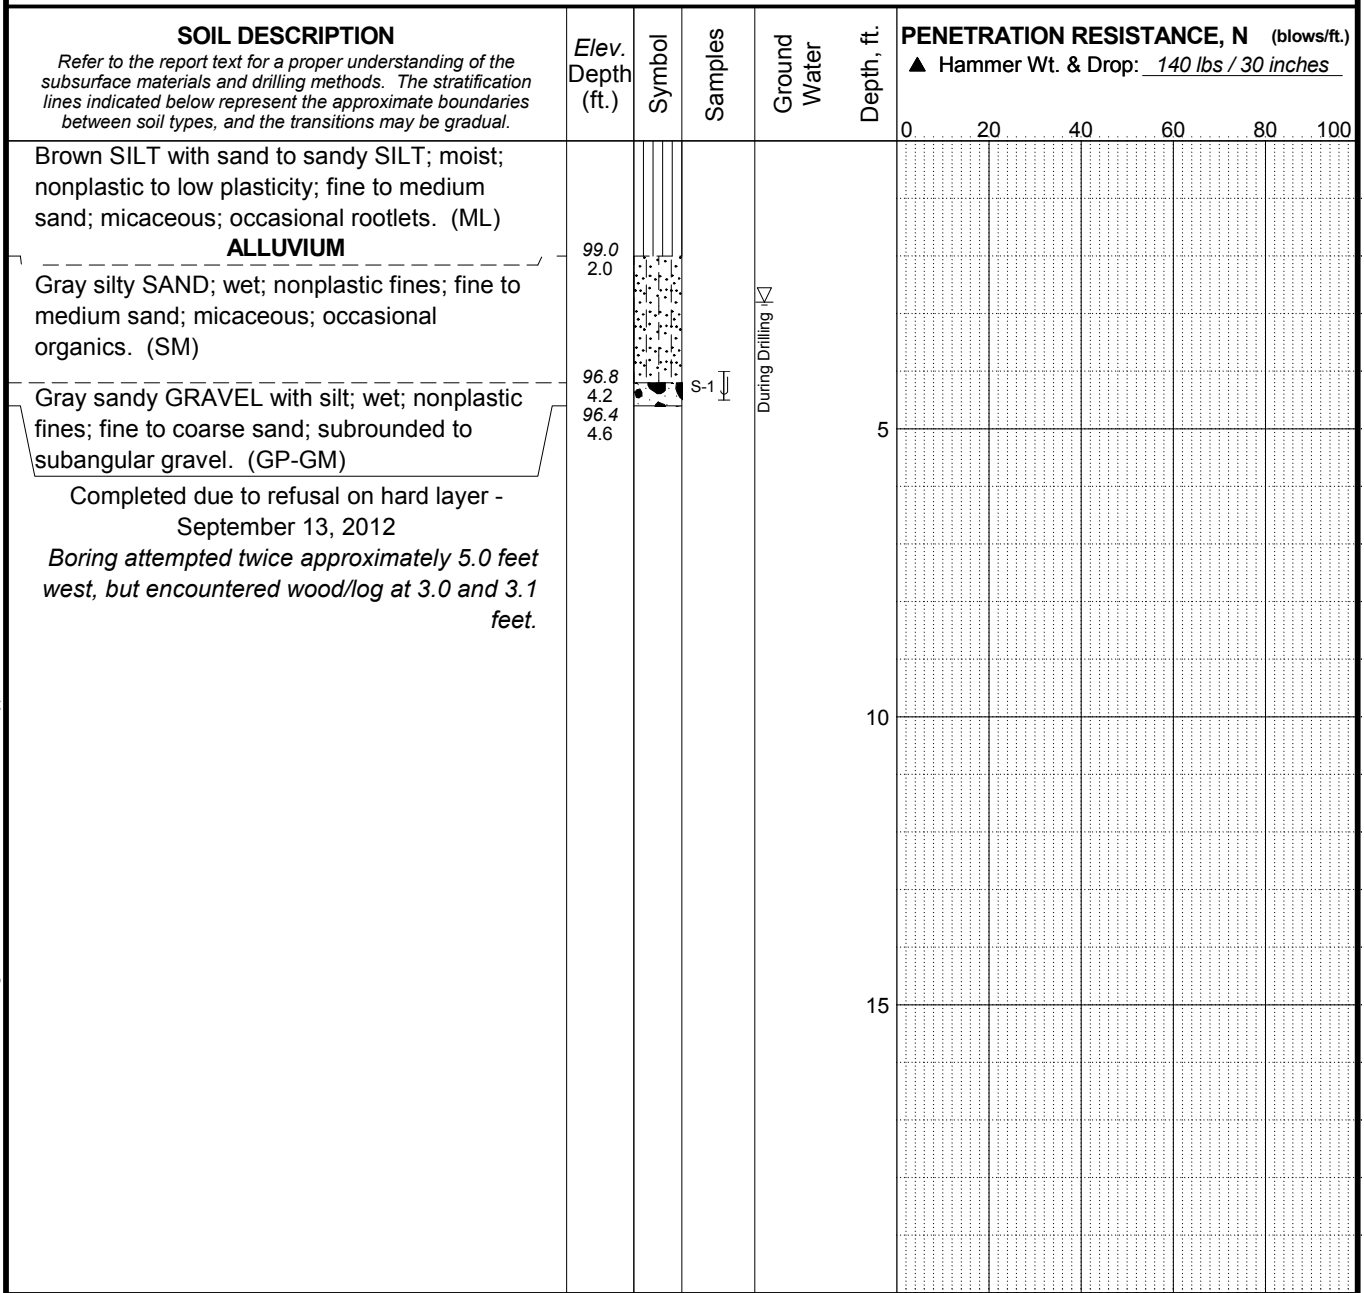 SOIL DESCRIPTION
Refer to the report text for a proper understanding of the
subsurface materials and drilling methods. The stratification
lines indicated below represent the approximate boundaries
between soil types, and the transitions may be gradual.
Elev.
Depth
(ft.)
Symbol
Samples
Ground
Water
Depth, ft.
PENETRATION RESISTANCE, N (blows/ft.)
▲ Hammer Wt. & Drop: 140 lbs / 30 inches
0 20 40 60 80 100
Brown SILT with sand to sandy SILT; moist;
nonplastic to low plasticity; fine to medium
sand; micaceous; occasional rootlets. (ML)
ALLUVIUM
99.0
2.0
Gray silty SAND; wet; nonplastic fines; fine to
medium sand; micaceous; occasional
organics. (SM)
During Drilling
96.8
4.2
S-1
Gray sandy GRAVEL with silt; wet; nonplastic
fines; fine to coarse sand; subrounded to
subangular gravel. (GP-GM)
96.4
4.6
5
Completed due to refusal on hard layer -
September 13, 2012
Boring attempted twice approximately 5.0 feet
west, but encountered wood/log at 3.0 and 3.1
feet.
10
15